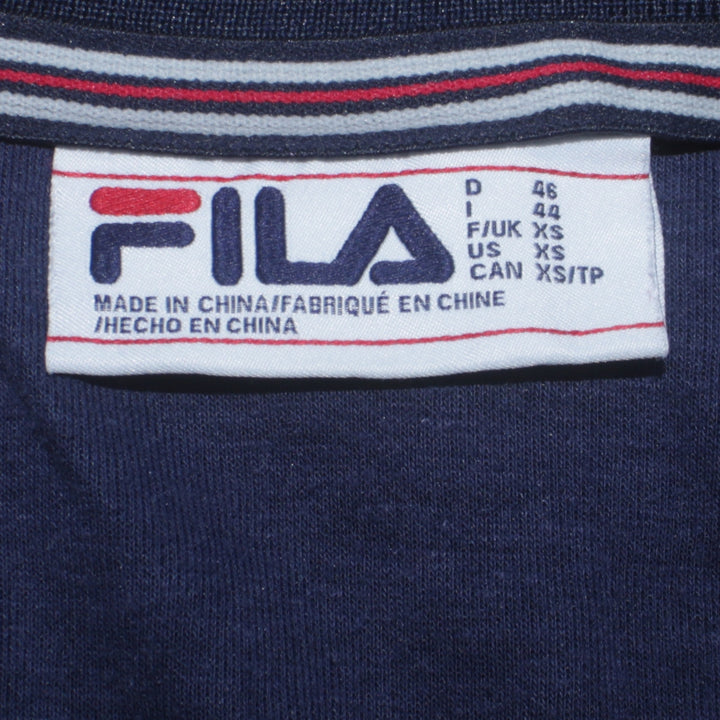 FILA
D 46
I 44
F/UK XS
US XS
CAN XS/TP
MADE IN CHINA/FABRIQUÉ EN CHINE
/HECHO EN CHINA